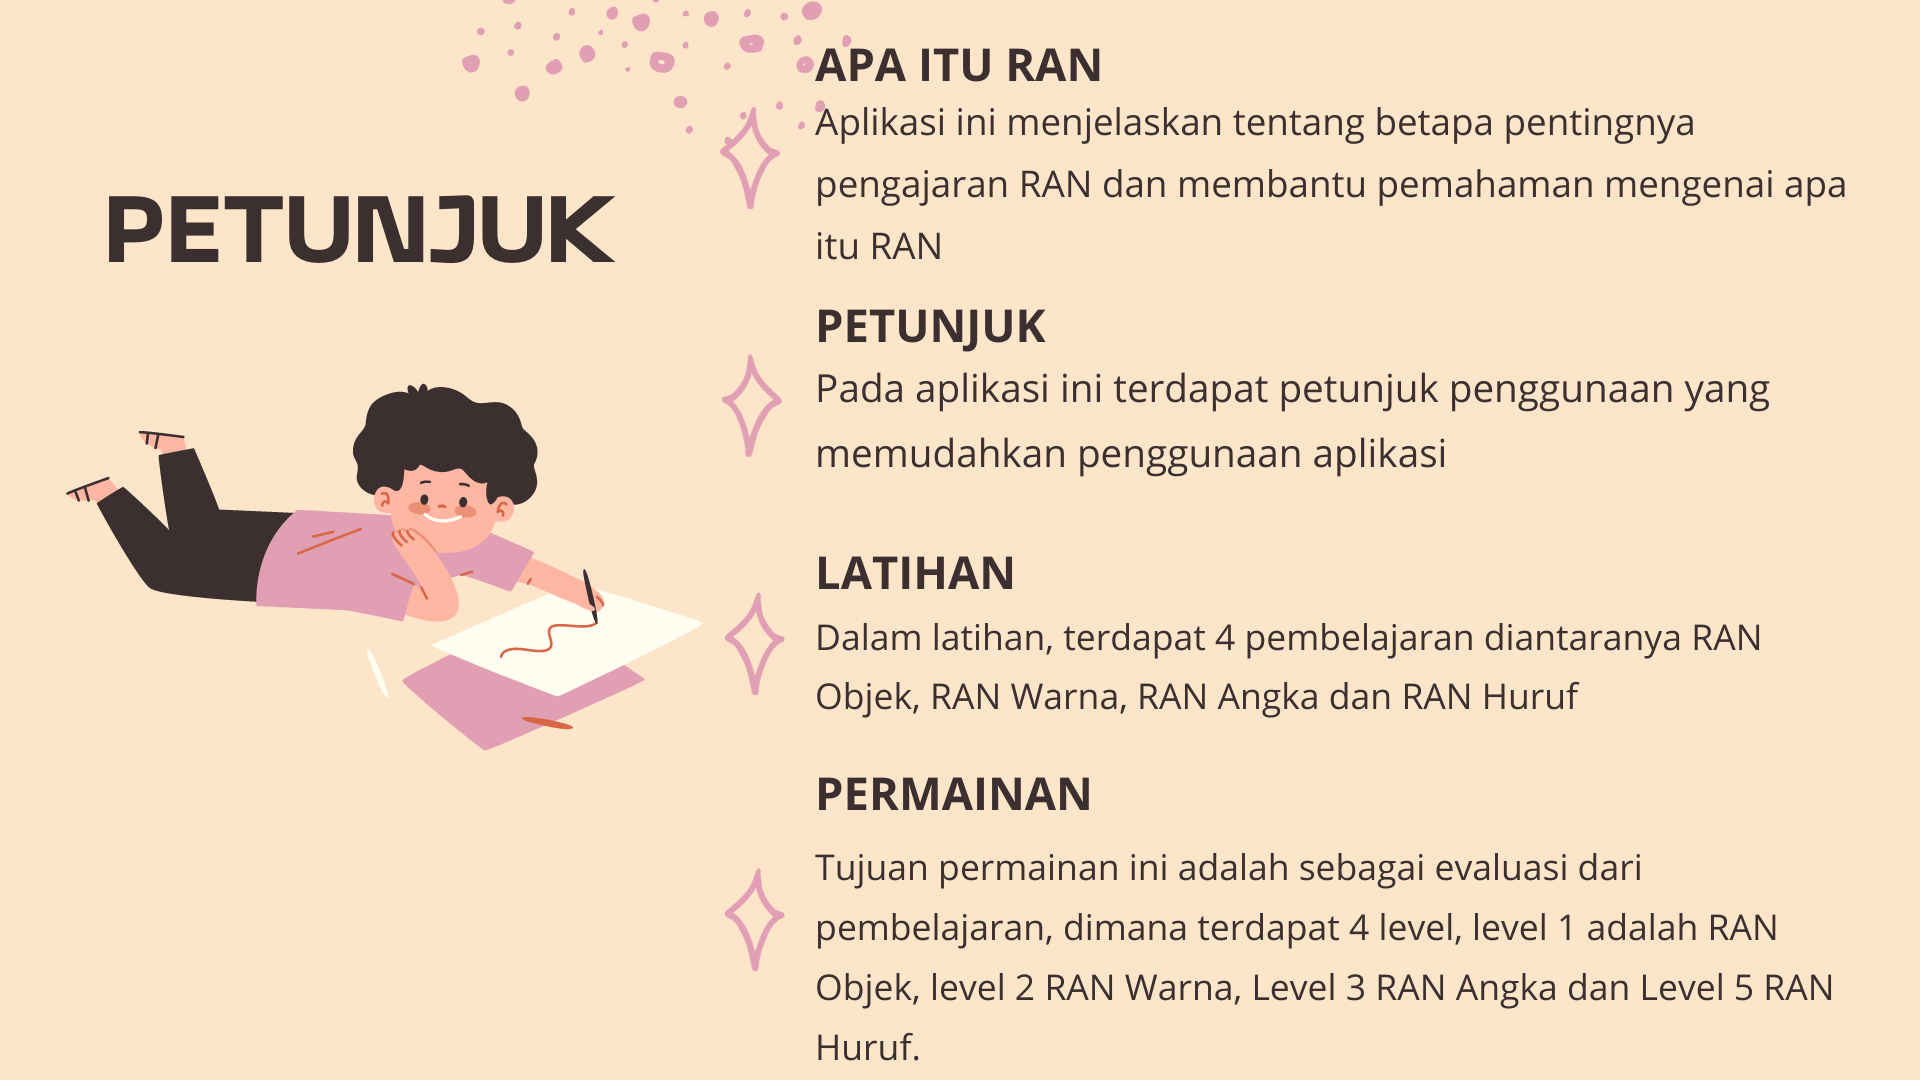 PETUNJUK
APA ITU RAN
Aplikasi ini menjelaskan tentang betapa pentingnya
pengajaran RAN dan membantu pemahaman mengenai apa
itu RAN
PETUNJUK
Pada aplikasi ini terdapat petunjuk penggunaan yang
memudahkan penggunaan aplikasi
LATIHAN
Dalam latihan, terdapat 4 pembelajaran diantaranya RAN
Objek, RAN Warna, RAN Angka dan RAN Huruf
PERMAINAN
Tujuan permainan ini adalah sebagai evaluasi dari
pembelajaran, dimana terdapat 4 level, level 1 adalah RAN
Objek, level 2 RAN Warna, Level 3 RAN Angka dan Level 5 RAN
Huruf.